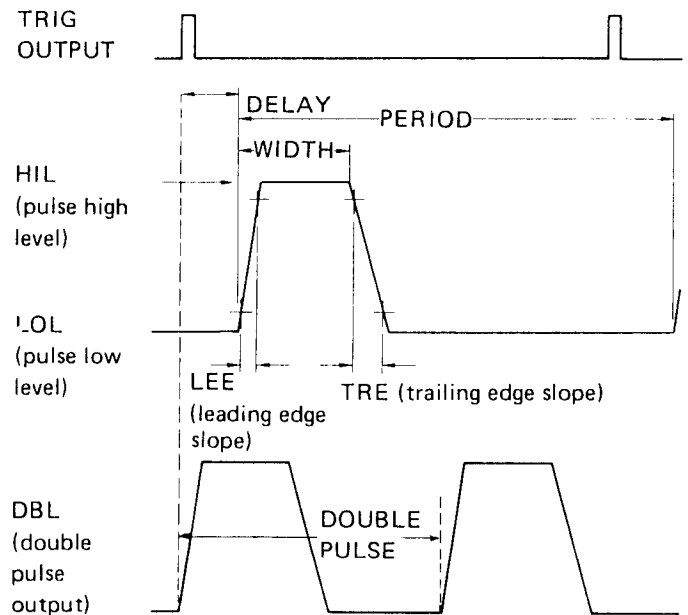 TRIG
OUTPUT
DELAY
PERIOD
WIDTH
HIL
(pulse high
level)
LOL
(pulse low
level)
LEE
(leading edge
slope)
TRE (trailing edge slope)
DBL
(double
pulse
output)
DOUBLE
PULSE